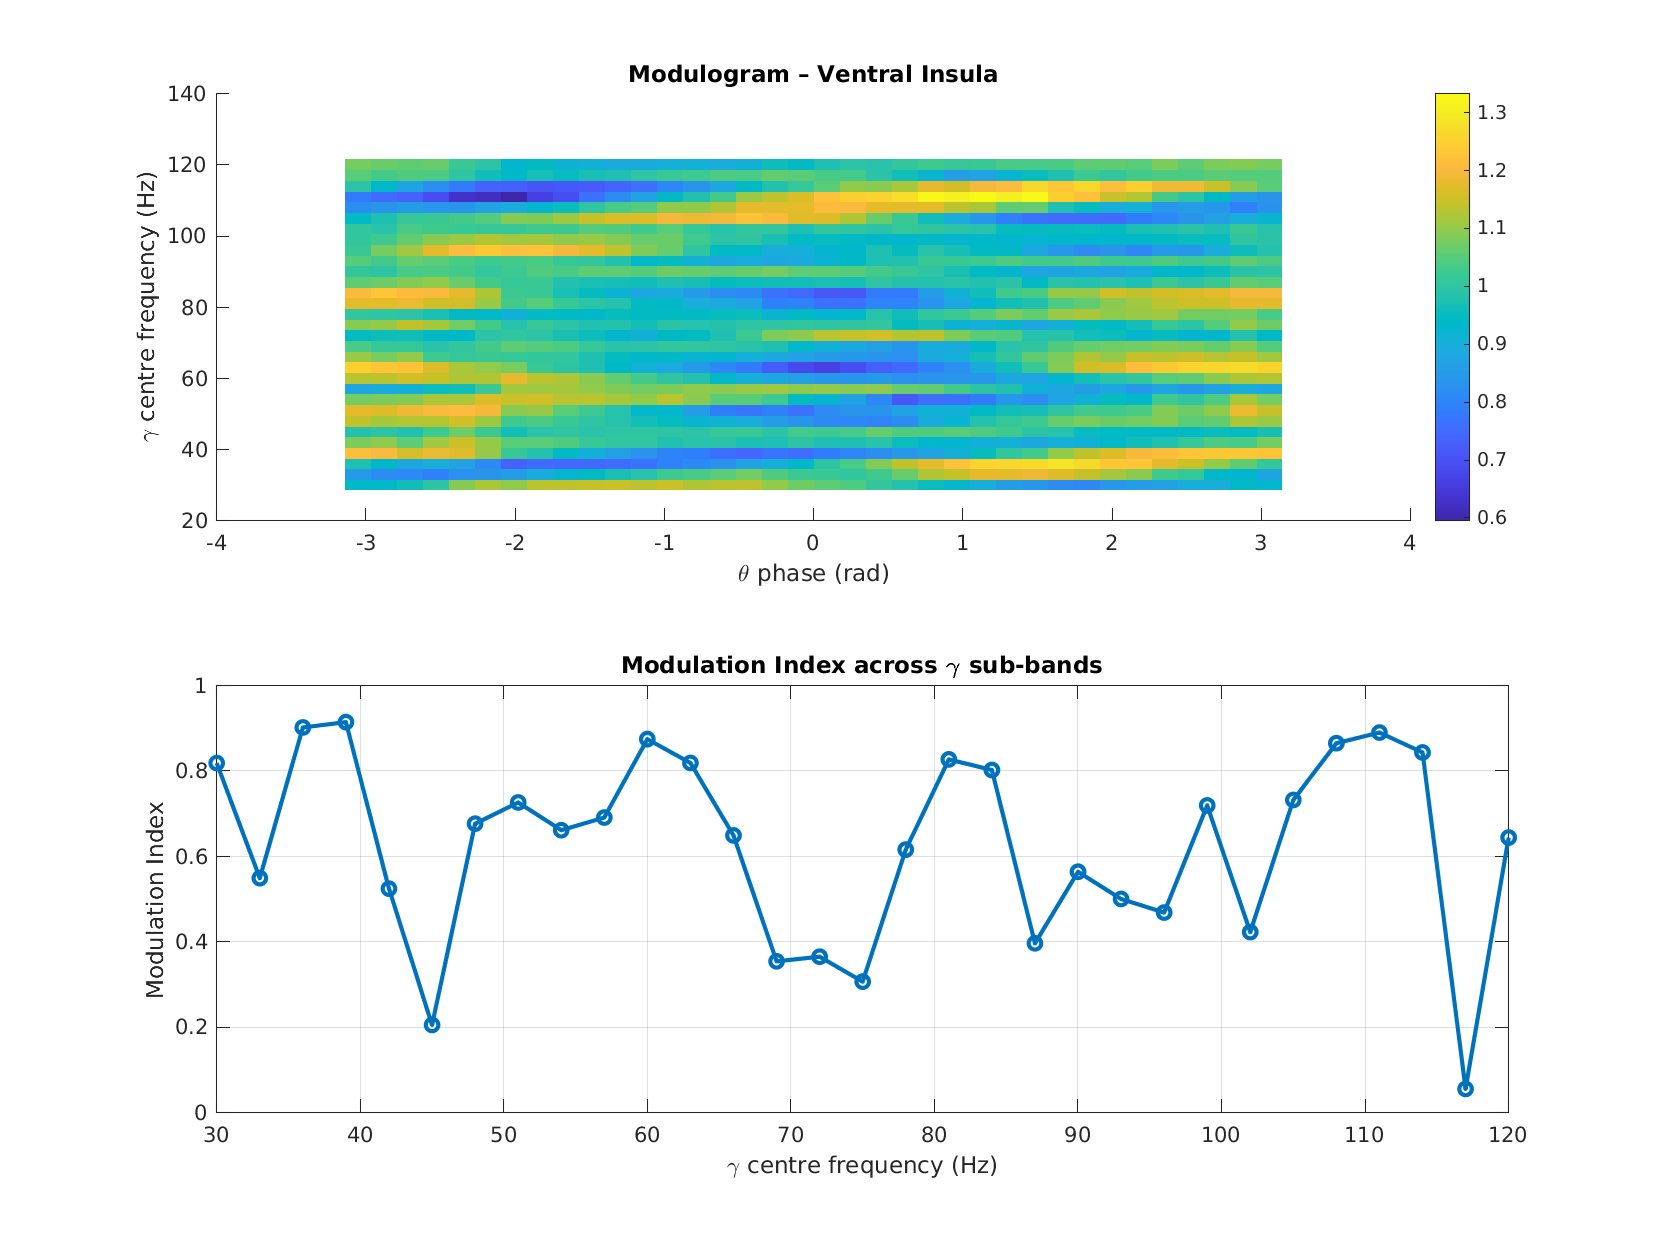 Modulogram – Ventral Insula
140
120
100
80
60
40
20
γ centre frequency (Hz)
-4 -3 -2 -1 0 1 2 3 4
θ phase (rad)
1.3
1.2
1.1
1
0.9
0.8
0.7
0.6
Modulation Index across γ sub-bands
1
0.8
0.6
0.4
0.2
0
Modulation Index
30 40 50 60 70 80 90 100 110 120
γ centre frequency (Hz)